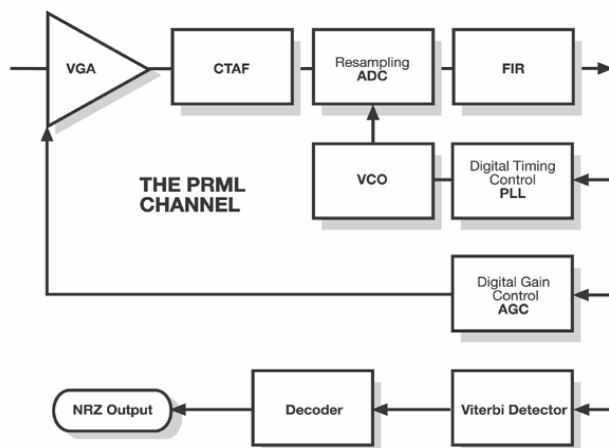 VGA
CTAF
Resampling
ADC
FIR
THE PRML
CHANNEL
VCO
Digital Timing
Control
PLL
Digital Gain
Control
AGC
NRZ Output
Decoder
Viterbi Detector